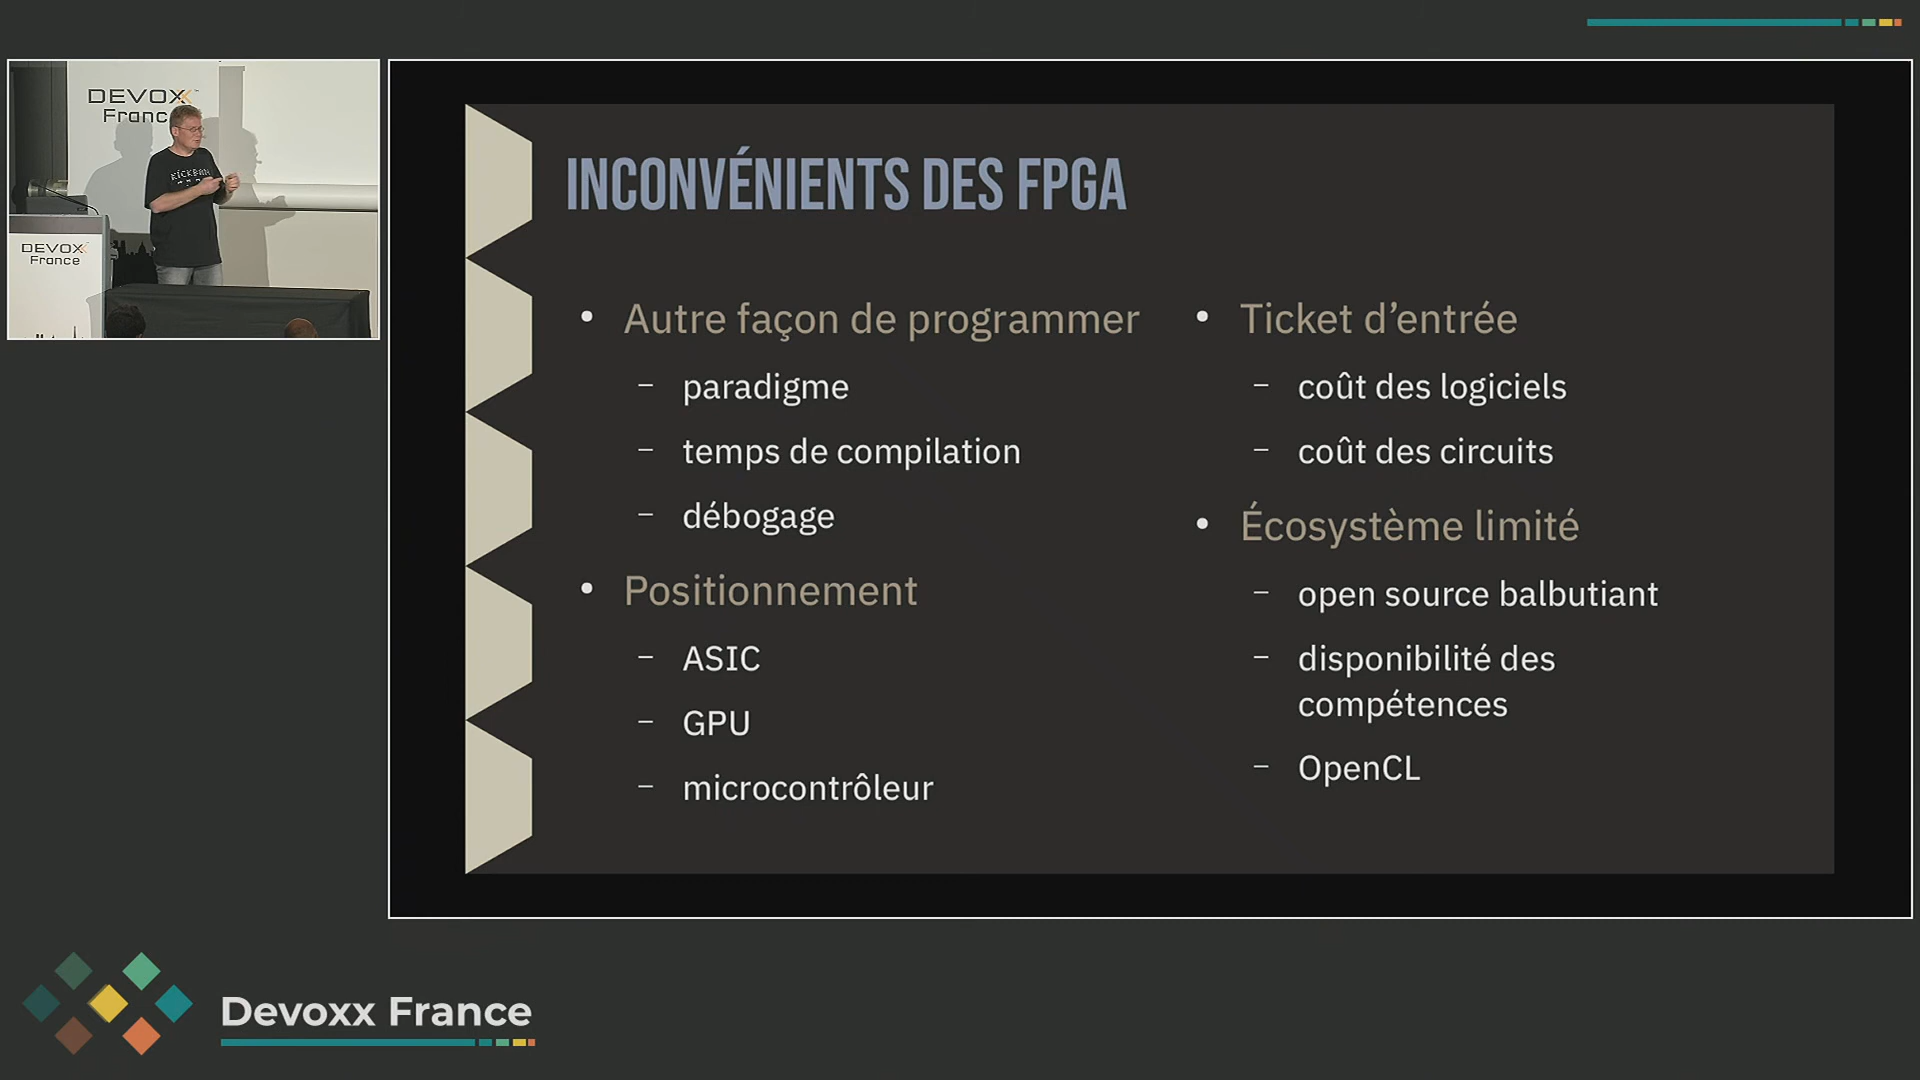 DEVOXX
France
KICKBAN
DEVOXX
France
INCONVÉNIENTS DES FPGA
• Autre façon de programmer
– paradigme
– temps de compilation
– débogage
• Positionnement
– ASIC
– GPU
– microcontrôleur
• Ticket d’entrée
– coût des logiciels
– coût des circuits
• Écosystème limité
– open source balbutiant
– disponibilité des
compétences
– OpenCL
Devoxx France